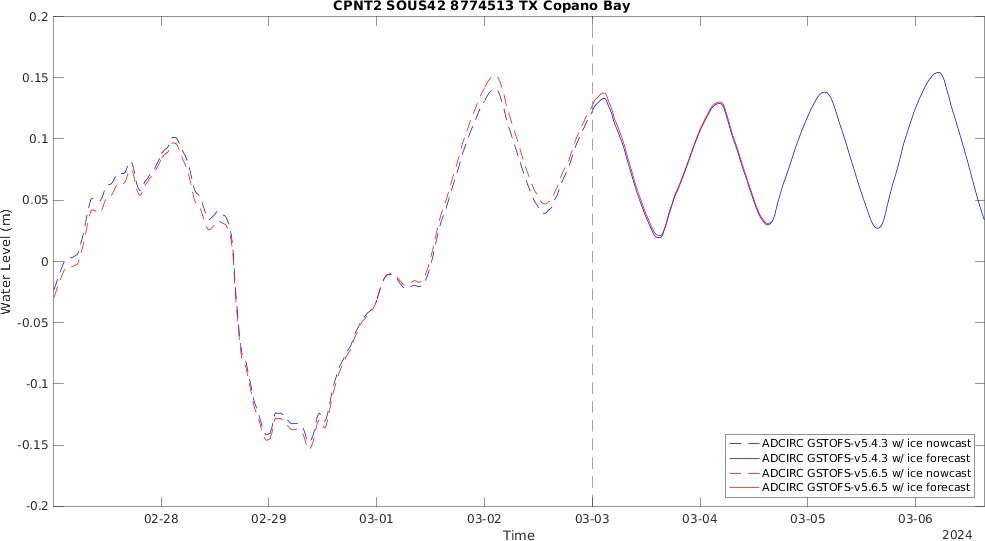 CPNT2 SOUS42 8774513 TX Copano Bay
0.2
0.15
0.1
0.05
0
-0.05
-0.1
-0.15
-0.2
Water Level (m)
02-28 02-29 03-01 03-02 03-03 03-04 03-05 03-06
Time
2024
ADCIRC GSTOFS-v5.4.3 w/ ice nowcast
ADCIRC GSTOFS-v5.4.3 w/ ice forecast
ADCIRC GSTOFS-v5.6.5 w/ ice nowcast
ADCIRC GSTOFS-v5.6.5 w/ ice forecast